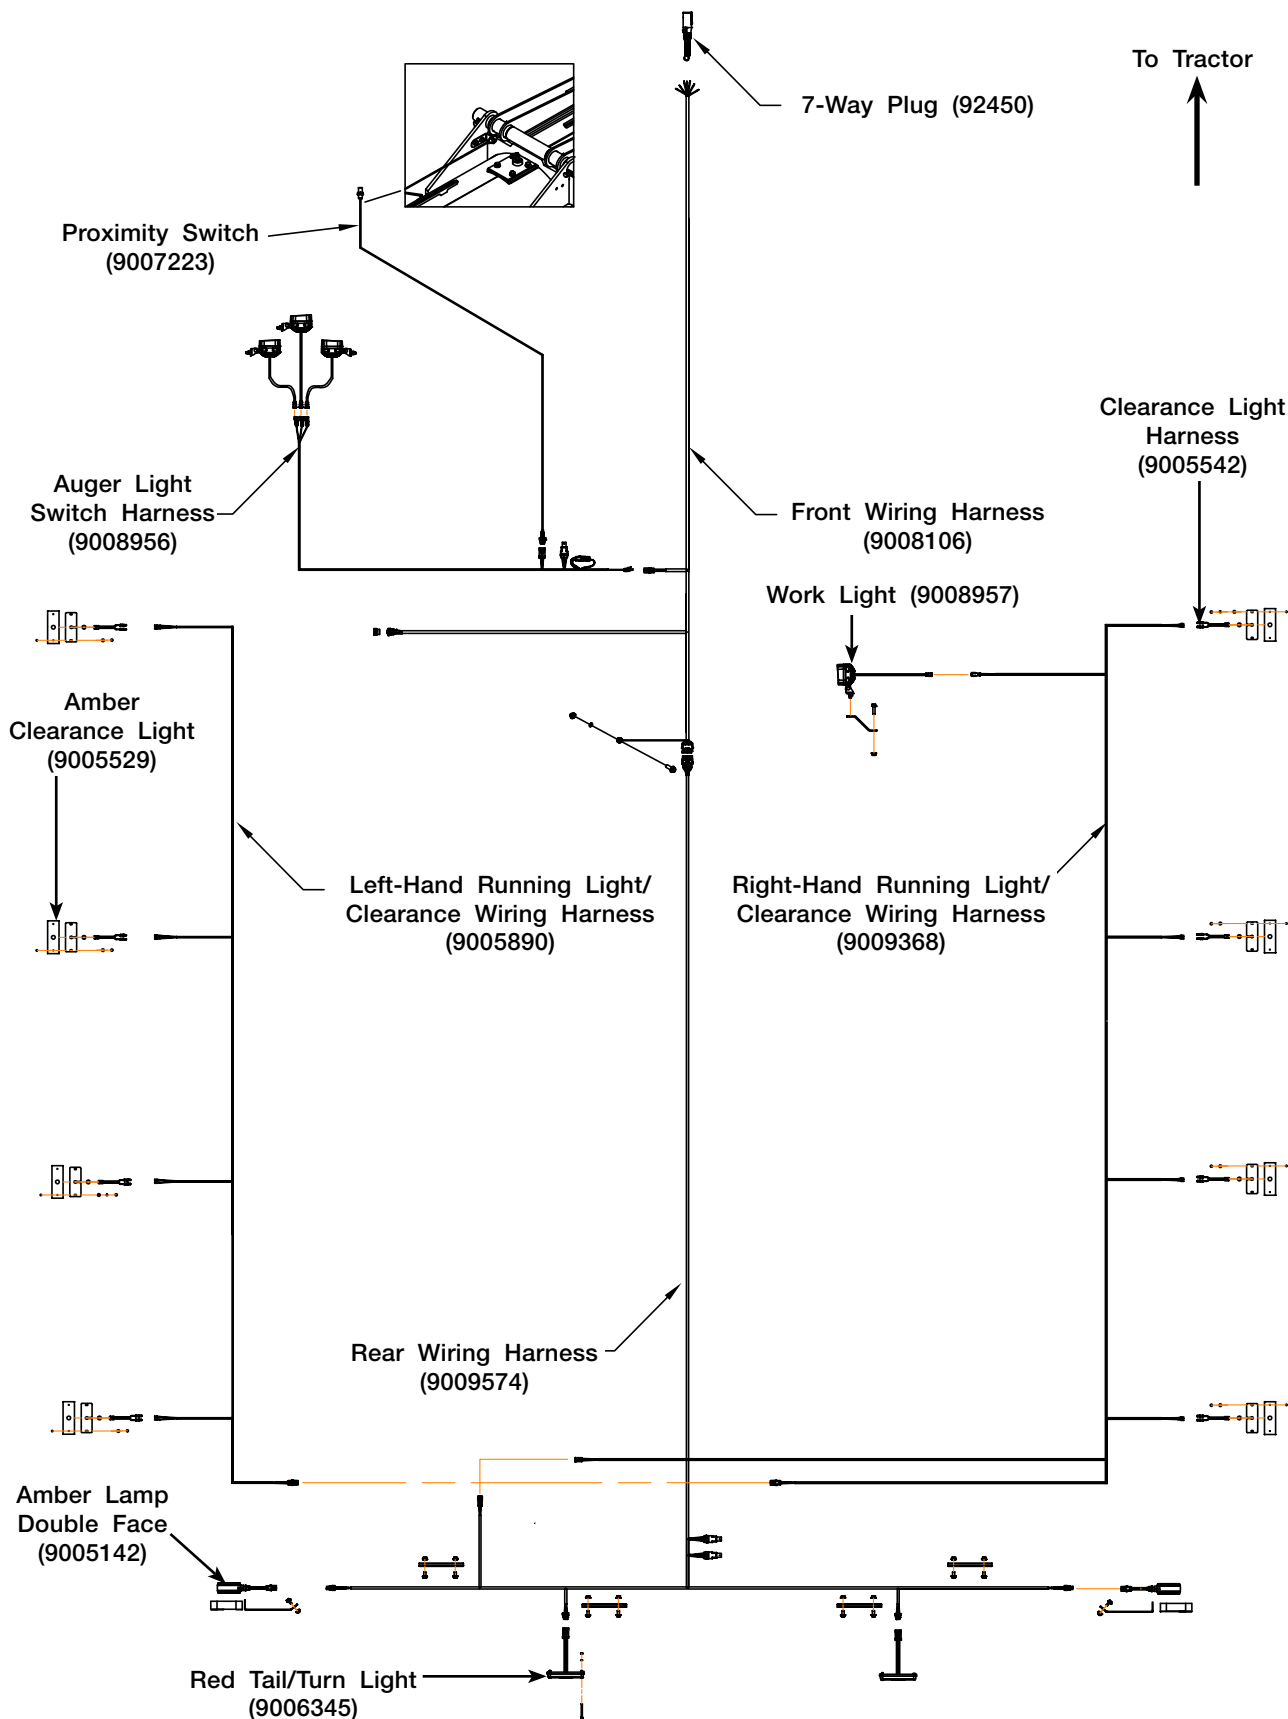 To Tractor
7-Way Plug (92450)
Proximity Switch
(9007223)
Clearance Light
Harness
(9005542)
Auger Light
Switch Harness
(9008956)
Front Wiring Harness
(9008106)
Work Light (9008957)
Amber
Clearance Light
(9005529)
Left-Hand Running Light/
Clearance Wiring Harness
(9005890)
Right-Hand Running Light/
Clearance Wiring Harness
(9009368)
Rear Wiring Harness
(9009574)
Amber Lamp
Double Face
(9005142)
Red Tail/Turn Light
(9006345)